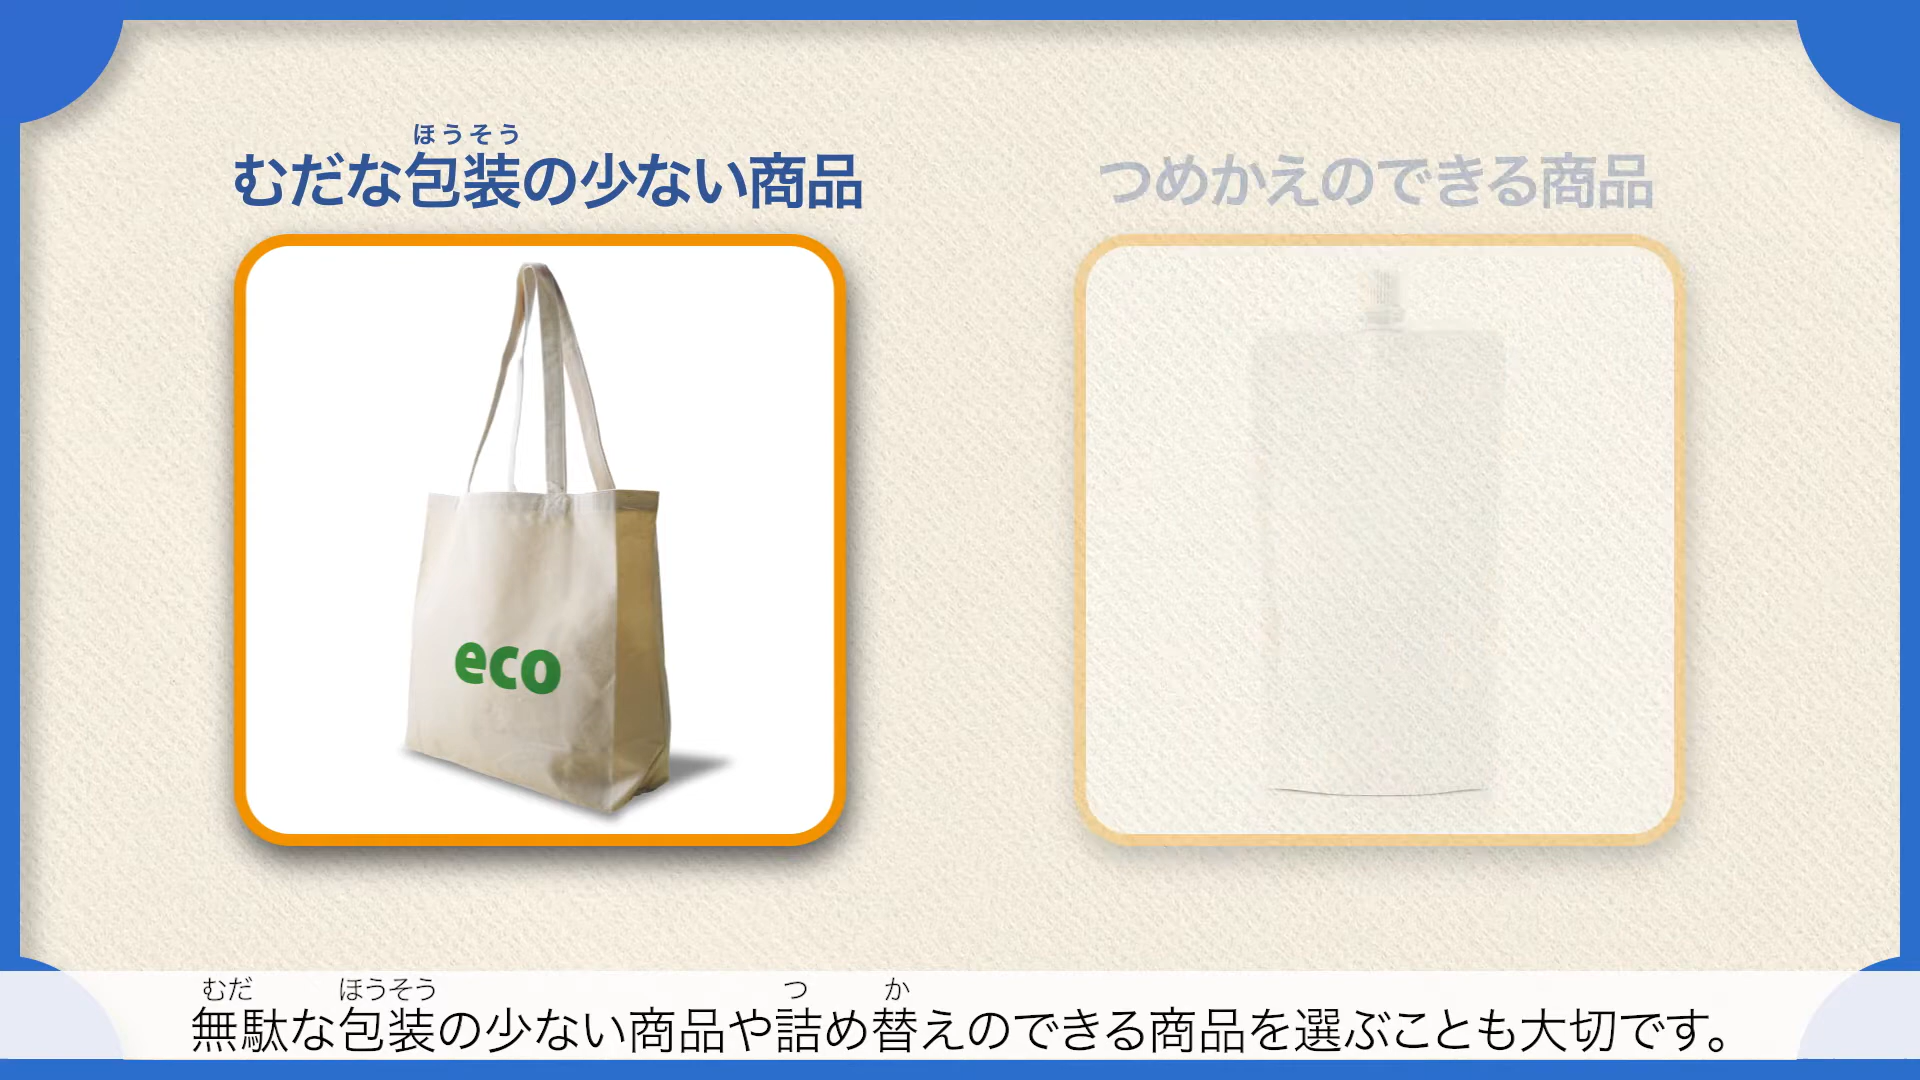 ほうそう
むだな包装の少ない商品
つめかえのできる商品
eco
むだ ほうそう つ か
無駄な包装の少ない商品や詰め替えのできる商品を選ぶことも大切です。